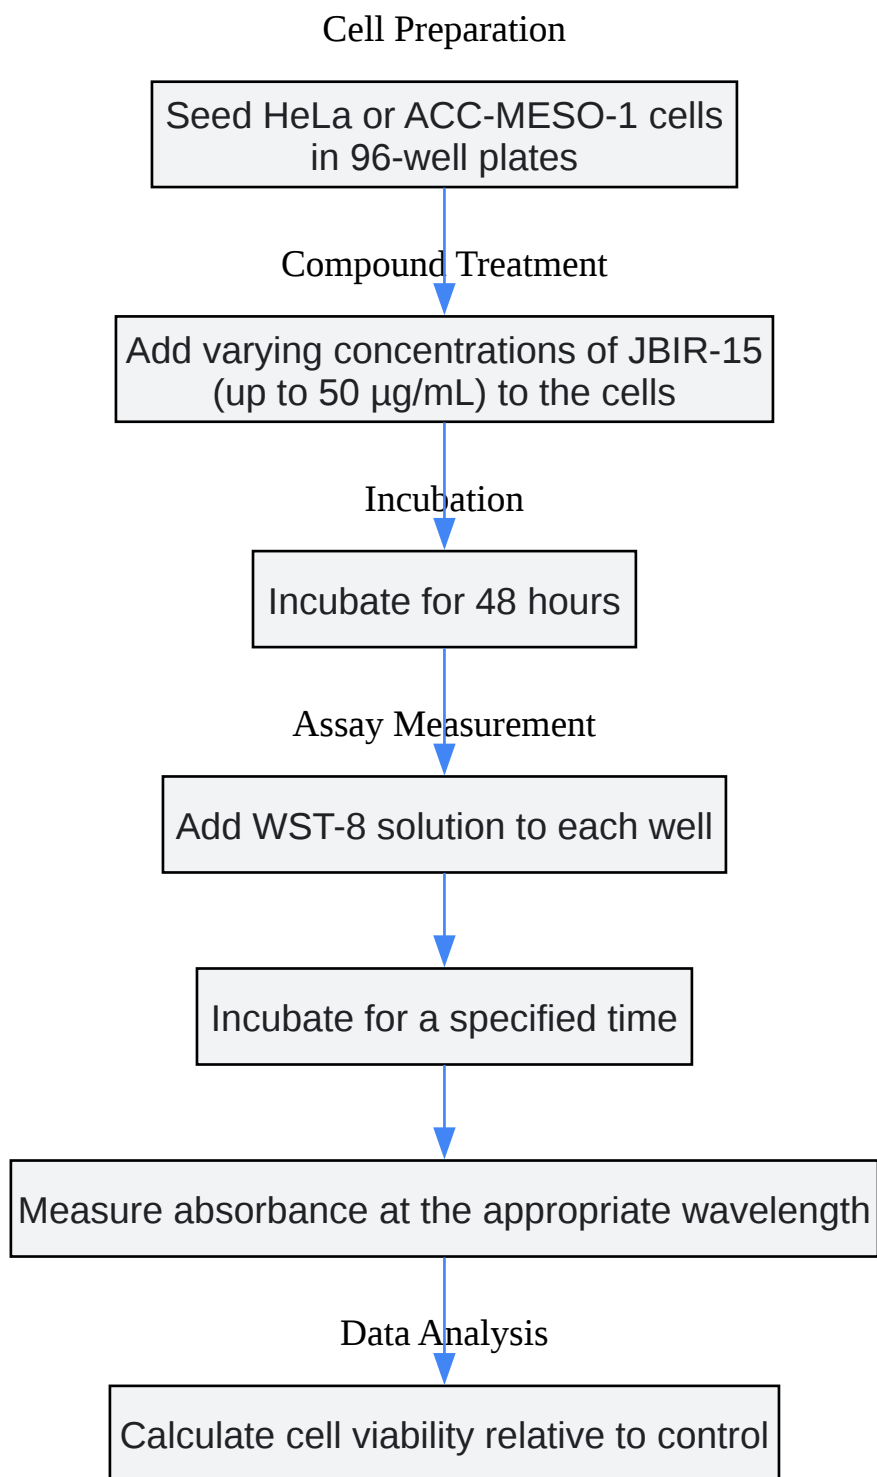 Cell Preparation
Seed HeLa or ACC-MESO-1 cells
in 96-well plates
Compound Treatment
Add varying concentrations of JBIR-15
(up to 50 µg/mL) to the cells
Incubation
Incubate for 48 hours
Assay Measurement
Add WST-8 solution to each well
Incubate for a specified time
Measure absorbance at the appropriate wavelength
Data Analysis
Calculate cell viability relative to control